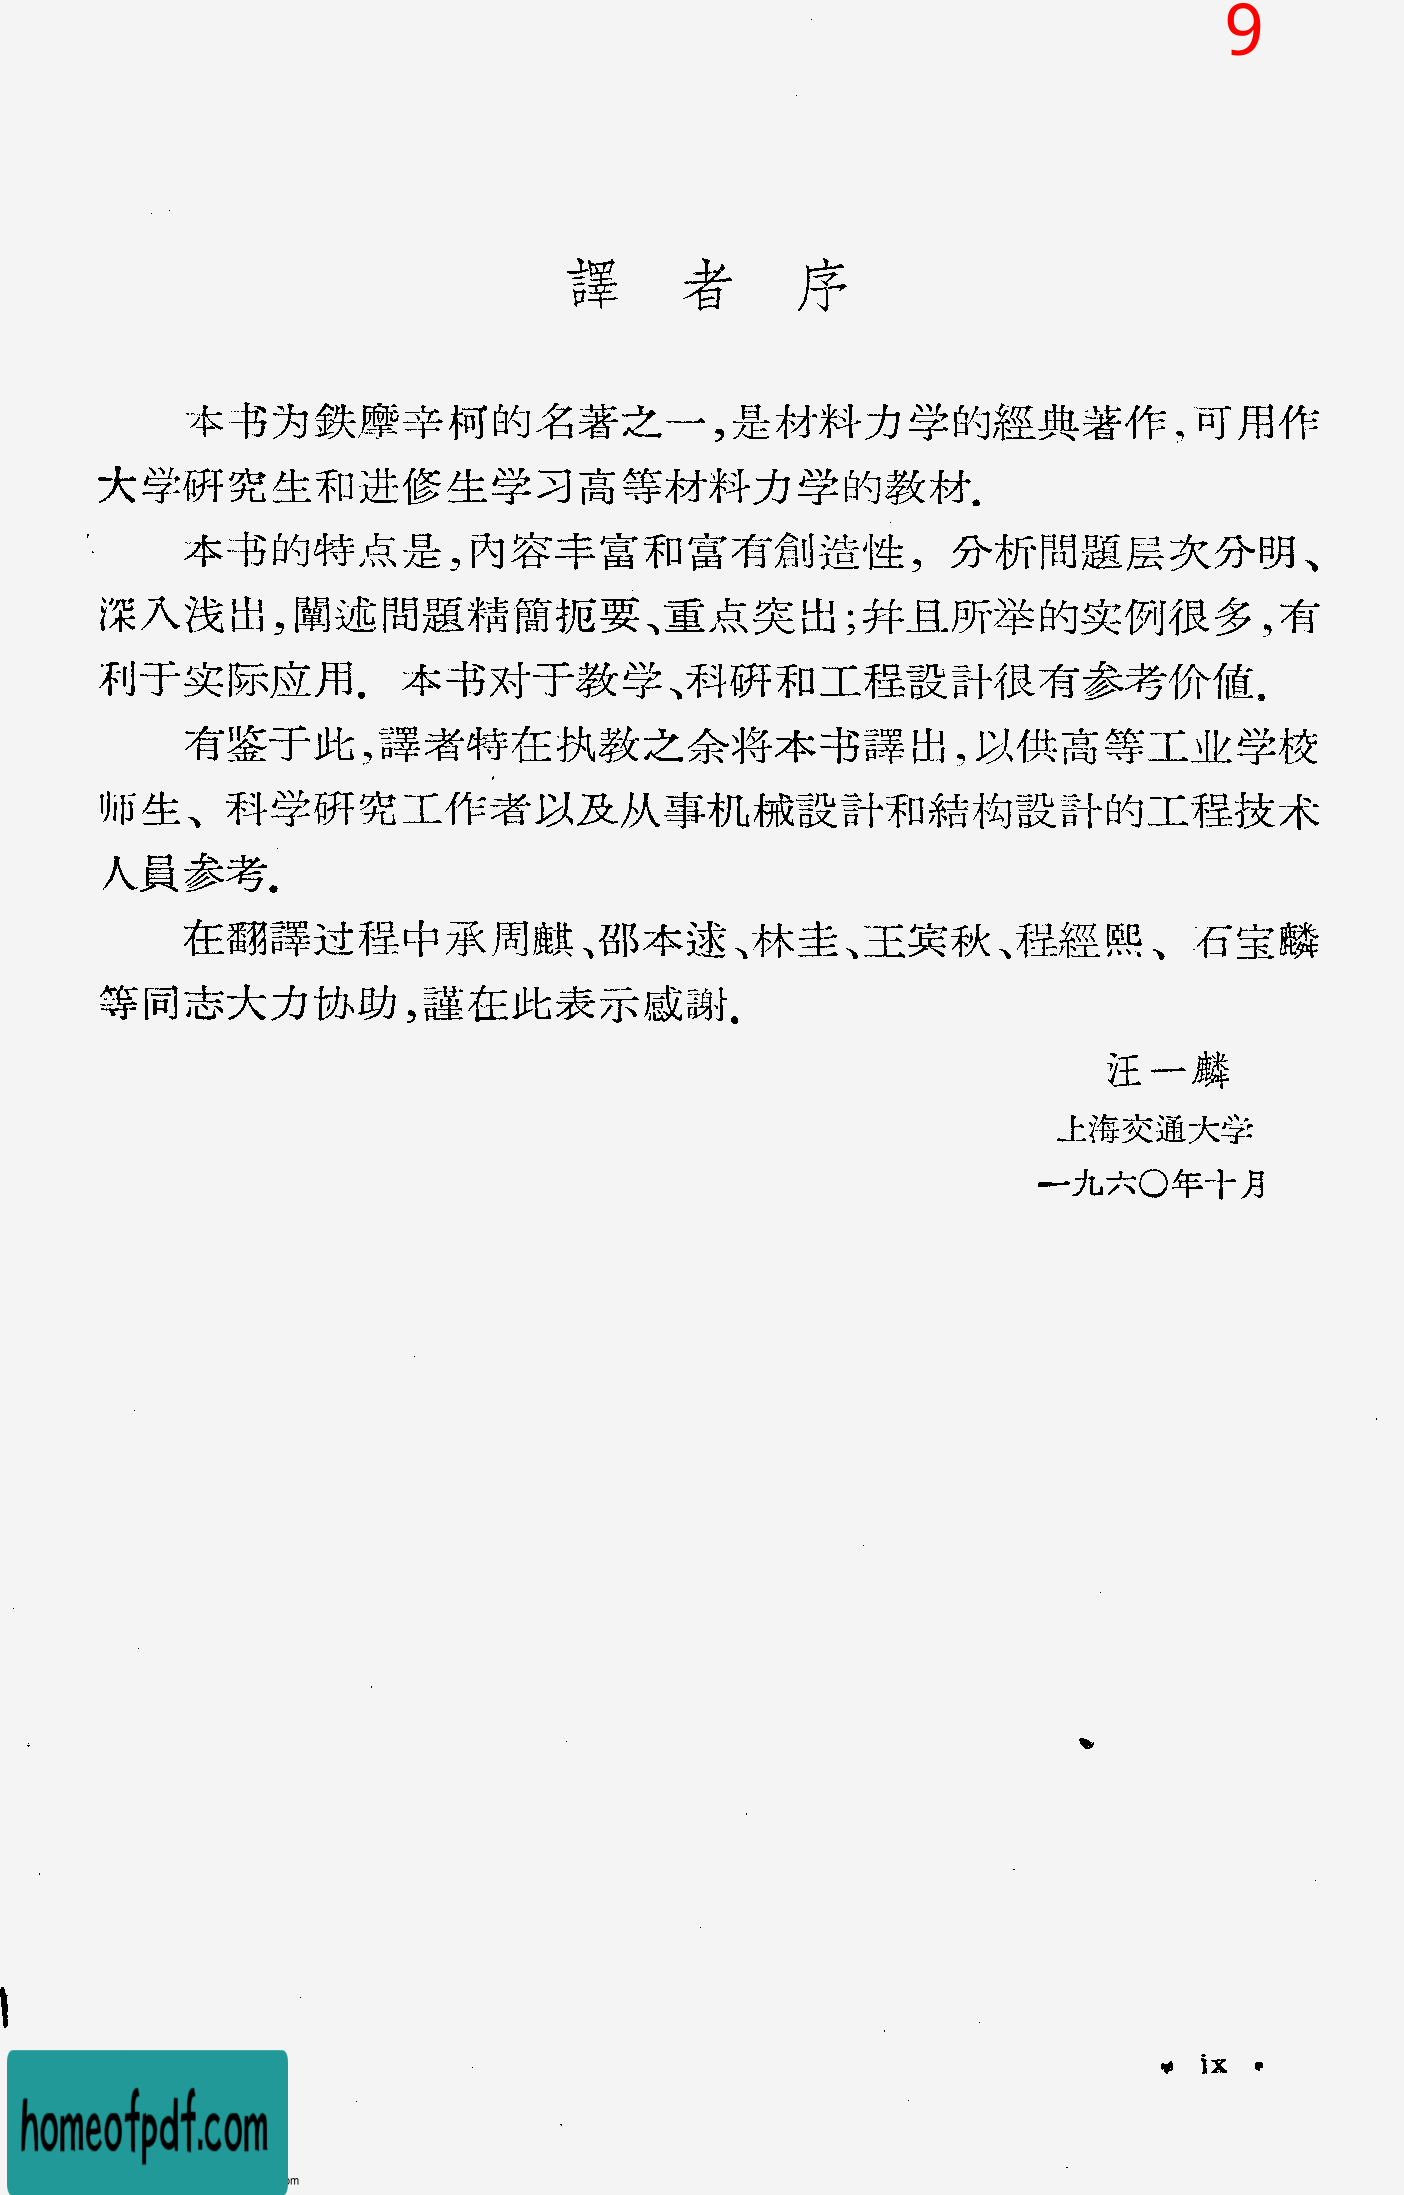 9
譯者序
本书为鉄摩辛柯的名著之一,是材料力学的經典著作,可用作
大学研究生和进修生学习高等材料力学的教材.
本书的特点是,內容丰富和富有創造性, 分析問題层次分明、
深入浅出,闡述問題精簡扼要、重点突出;幷且所举的实例很多,有
利于实际应用. 本书对于教学、科研和工程設計很有参考价値.
有鉴于此,譯者特在执教之余将本书譯出,以供高等工业学校
师生、科学研究工作者以及从事机械設計和結构設計的工程技术
人員参考.
在翻譯过程中承周麒、邵本逑、林圭、王宾秋、程經熙、石宝麟
等同志大力协助,謹在此表示感謝.
汪一麟
上海交通大学
一九六〇年十月
• ix •
homeofpdf.com
om